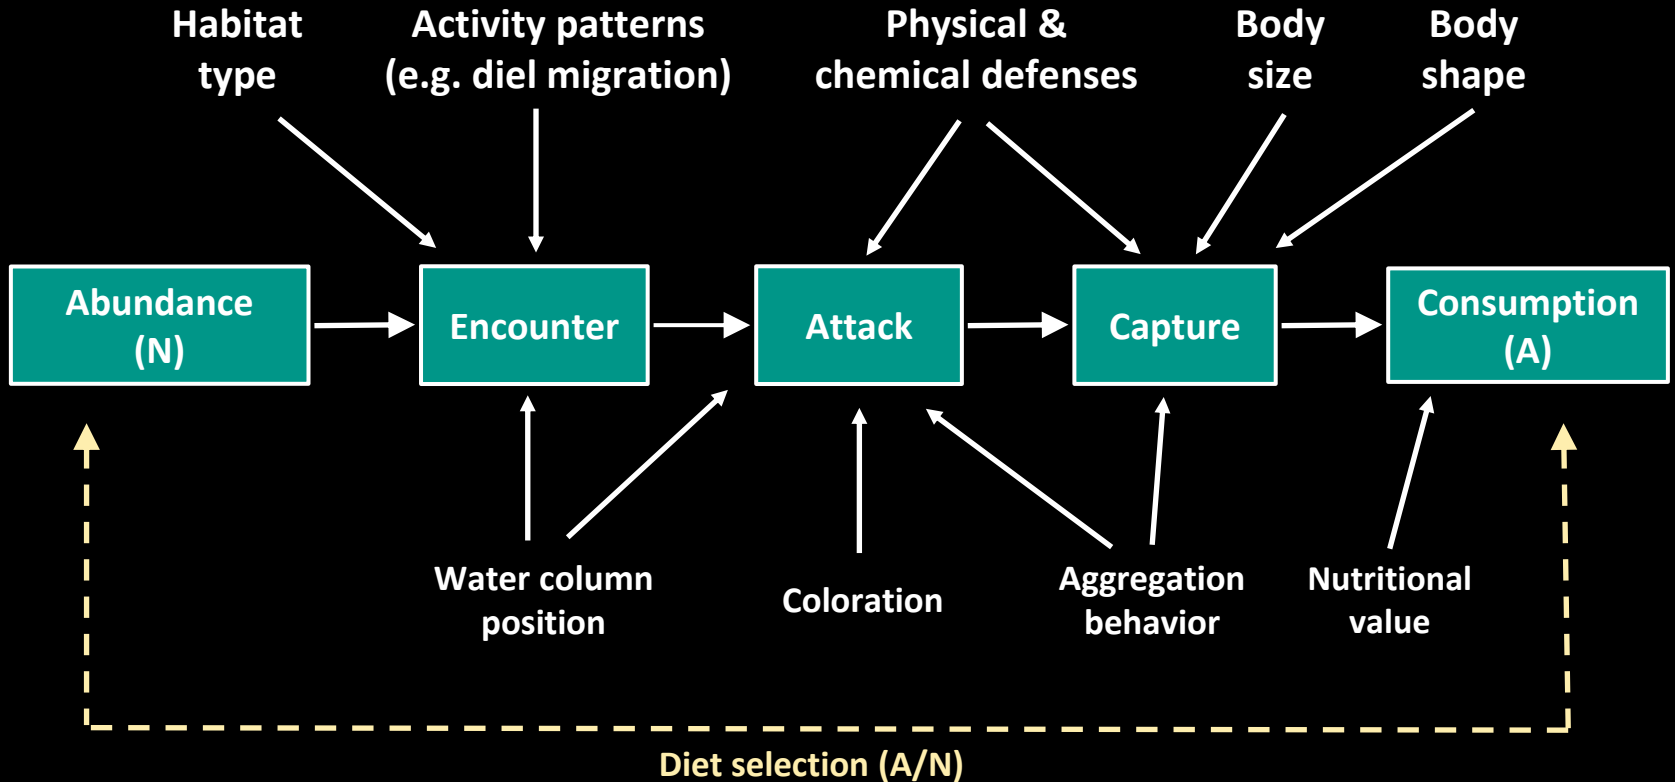 Habitat
type
Activity patterns
(e.g. diel migration)
Physical &
chemical defenses
Body
size
Body
shape
Abundance
(N)
Encounter
Attack
Capture
Consumption
(A)
Water column
position
Coloration
Aggregation
behavior
Nutritional
value
Diet selection (A/N)